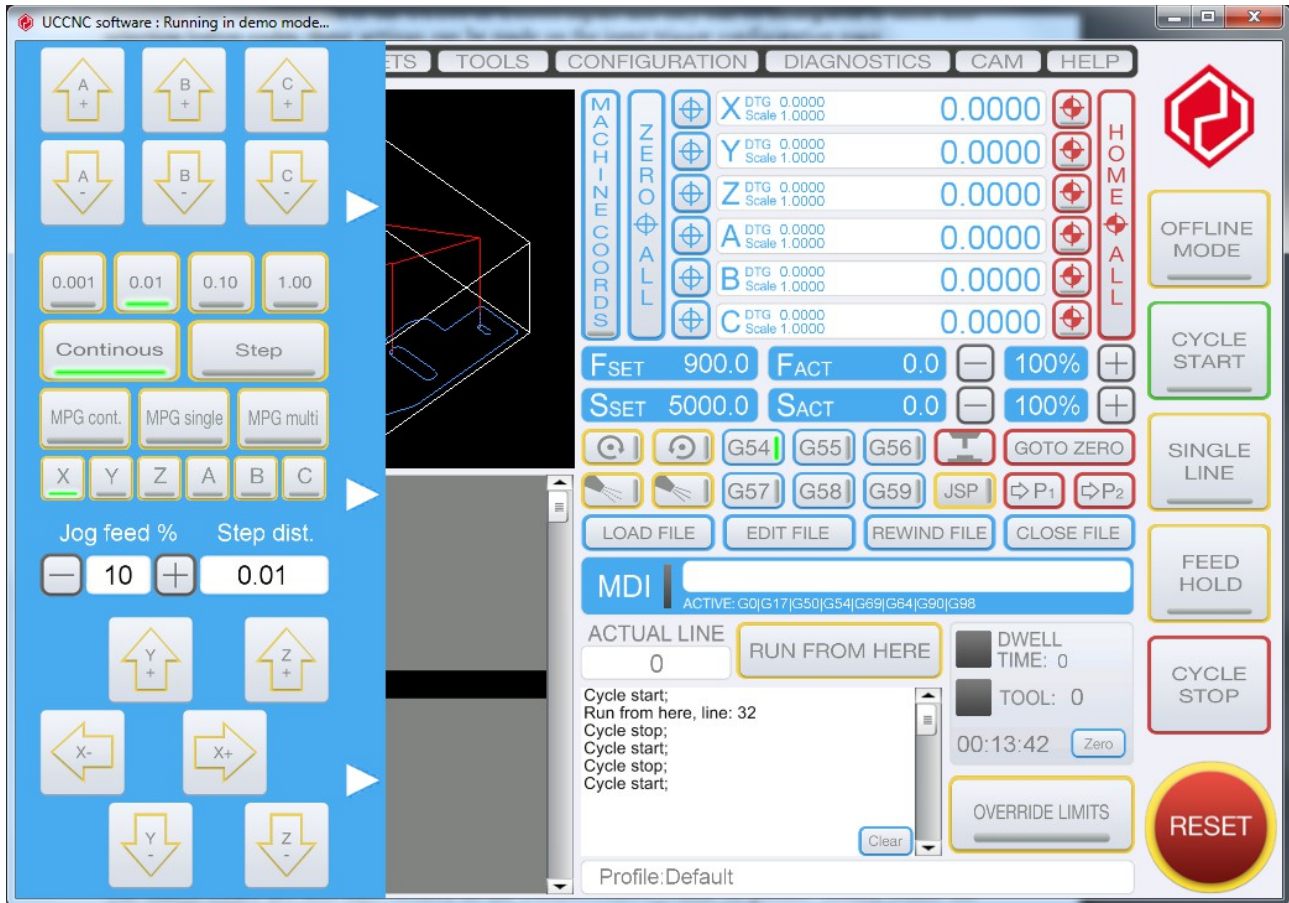 UCCNC software : Running in demo mode...
ETS TOOLS CONFIGURATION DIAGNOSTICS CAM HELP
A+ B+ C+
A- B- C-
0.001 0.01 0.10 1.00
Continous Step
MPG cont. MPG single MPG multi
X Y Z A B C
Jog feed % Step dist.
10 0.01
Y+ Z+
X- X+
Y- Z-
MACHINE COORDS
ZERO ALL
X DTG 0.0000 Scale 1.0000 0.0000
Y DTG 0.0000 Scale 1.0000 0.0000
Z DTG 0.0000 Scale 1.0000 0.0000
A DTG 0.0000 Scale 1.0000 0.0000
B DTG 0.0000 Scale 1.0000 0.0000
C DTG 0.0000 Scale 1.0000 0.0000
HOME ALL
FSET 900.0 FACT 0.0 100%
SSET 5000.0 SACT 0.0 100%
G54 G55 G56 GOTO ZERO
G57 G58 G59 JSP P1 P2
LOAD FILE EDIT FILE REWIND FILE CLOSE FILE
MDI
ACTIVE: G0|G17|G50|G54|G69|G64|G90|G98
ACTUAL LINE
0
RUN FROM HERE
DWELL
TIME: 0
TOOL: 0
00:13:42 Zero
Cycle start;
Run from here, line: 32
Cycle stop;
Cycle start;
Cycle stop;
Cycle start;
Clear
OVERRIDE LIMITS
Profile:Default
OFFLINE
MODE
CYCLE
START
SINGLE
LINE
FEED
HOLD
CYCLE
STOP
RESET